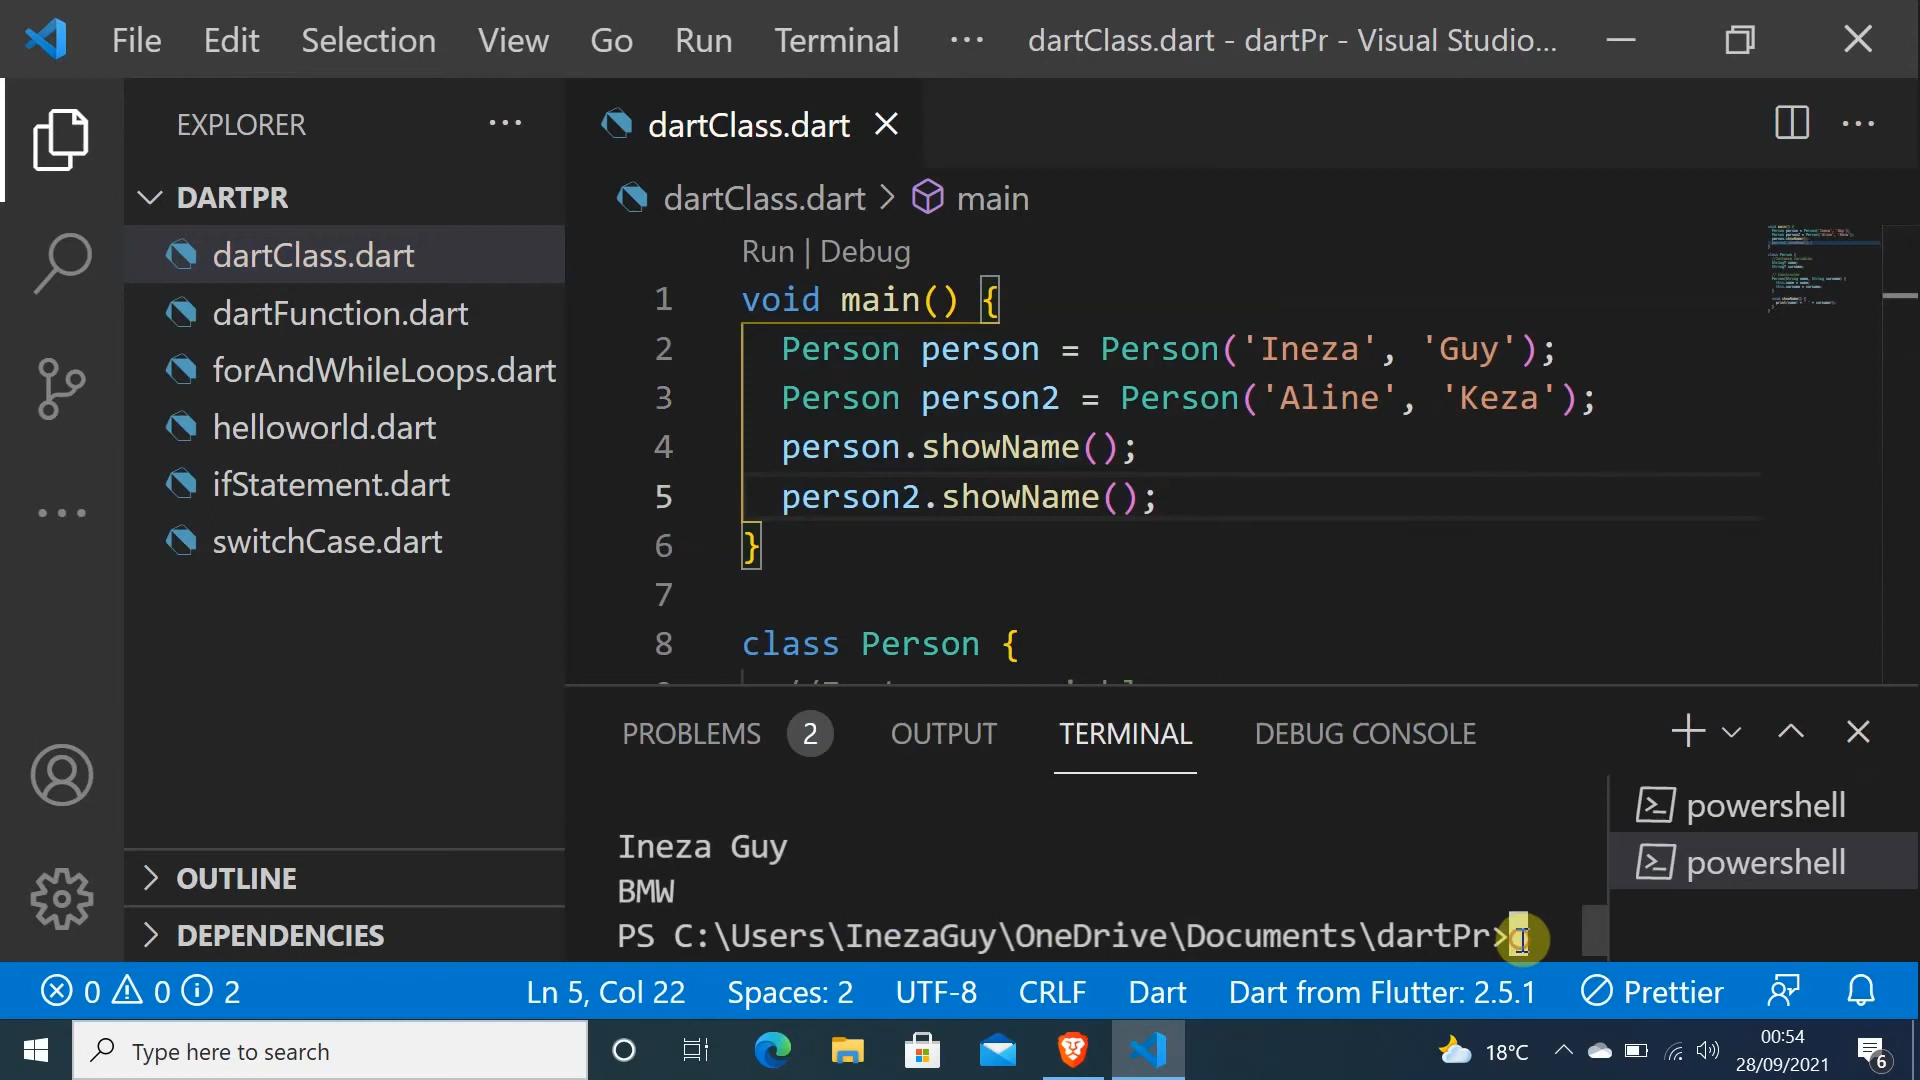 File Edit Selection View Go Run Terminal ··· dartClass.dart - dartPr - Visual Studio...
EXPLORER
DARTPR
dartClass.dart
dartFunction.dart
forAndWhileLoops.dart
helloworld.dart
ifStatement.dart
switchCase.dart
OUTLINE
DEPENDENCIES
dartClass.dart
dartClass.dart > main
Run | Debug
1 void main() {
2 Person person = Person('Ineza', 'Guy');
3 Person person2 = Person('Aline', 'Keza');
4 person.showName();
5 person2.showName();
6 }
7
8 class Person {
PROBLEMS 2 OUTPUT TERMINAL DEBUG CONSOLE
Ineza Guy
BMW
PS C:\Users\InezaGuy\OneDrive\Documents\dartPr>
powershell
powershell
0 0 2 Ln 5, Col 22 Spaces: 2 UTF-8 CRLF Dart Dart from Flutter: 2.5.1 Prettier
Type here to search
18°C
00:54
28/09/2021
6